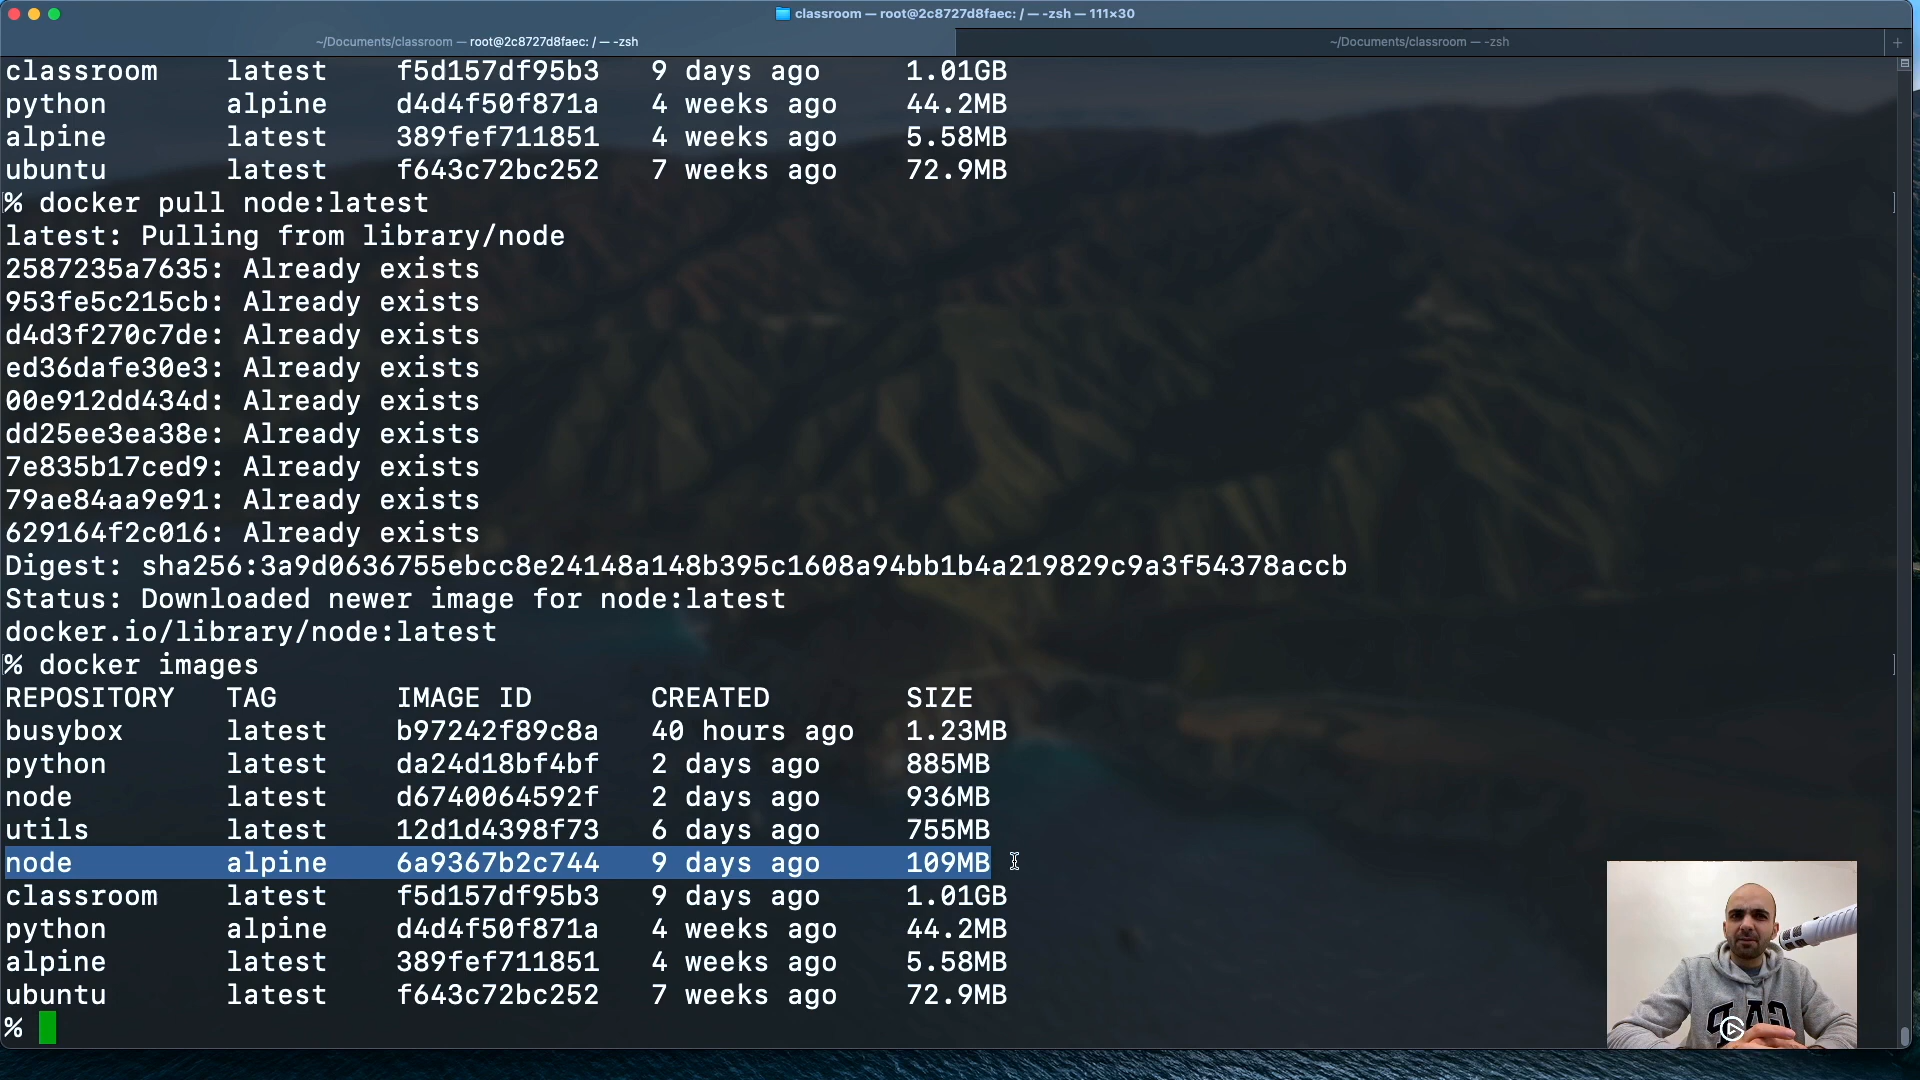 classroom — root@2c8727d8faec: / — -zsh — 111×30
~/Documents/classroom — root@2c8727d8faec: / — -zsh
~/Documents/classroom — -zsh
classroom latest f5d157df95b3 9 days ago 1.01GB
python alpine d4d4f50f871a 4 weeks ago 44.2MB
alpine latest 389fef711851 4 weeks ago 5.58MB
ubuntu latest f643c72bc252 7 weeks ago 72.9MB
% docker pull node:latest
latest: Pulling from library/node
2587235a7635: Already exists
953fe5c215cb: Already exists
d4d3f270c7de: Already exists
ed36dafe30e3: Already exists
00e912dd434d: Already exists
dd25ee3ea38e: Already exists
7e835b17ced9: Already exists
79ae84aa9e91: Already exists
629164f2c016: Already exists
Digest: sha256:3a9d0636755ebcc8e24148a148b395c1608a94bb1b4a219829c9a3f54378accb
Status: Downloaded newer image for node:latest
docker.io/library/node:latest
% docker images
REPOSITORY TAG IMAGE ID CREATED SIZE
busybox latest b97242f89c8a 40 hours ago 1.23MB
python latest da24d18bf4bf 2 days ago 885MB
node latest d6740064592f 2 days ago 936MB
utils latest 12d1d4398f73 6 days ago 755MB
node alpine 6a9367b2c744 9 days ago 109MB
classroom latest f5d157df95b3 9 days ago 1.01GB
python alpine d4d4f50f871a 4 weeks ago 44.2MB
alpine latest 389fef711851 4 weeks ago 5.58MB
ubuntu latest f643c72bc252 7 weeks ago 72.9MB
%